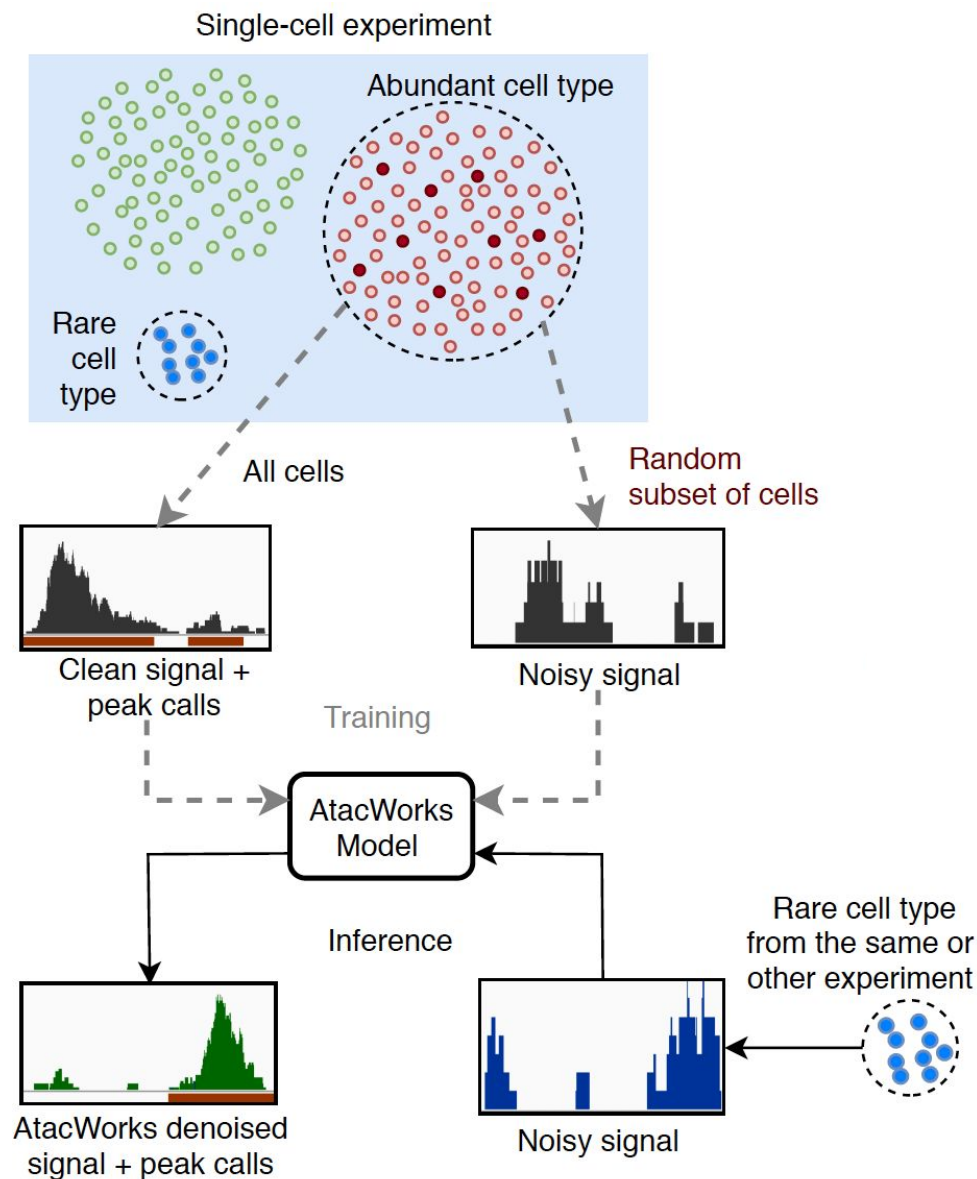 Single-cell experiment
Abundant cell type
Rare
cell
type
All cells
Random
subset of cells
Clean signal +
peak calls
Noisy signal
Training
AtacWorks
Model
Inference
Rare cell type
from the same or
other experiment
AtacWorks denoised
signal + peak calls
Noisy signal